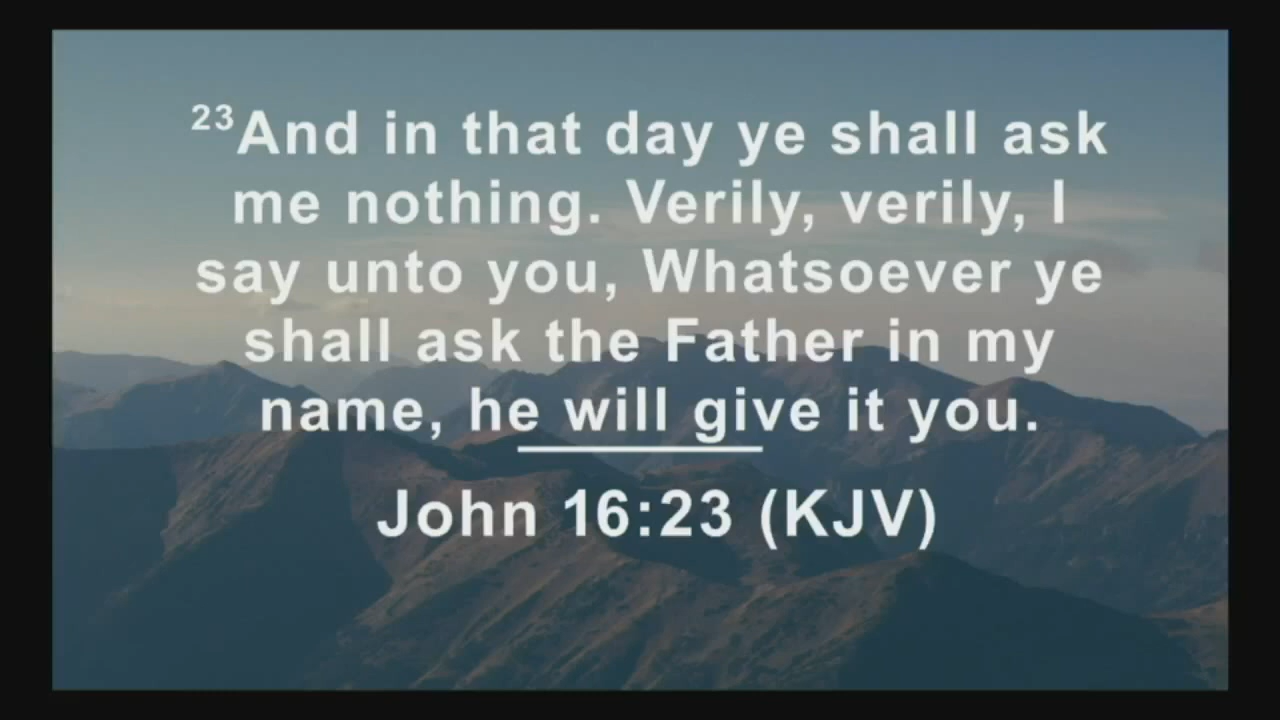 23And in that day ye shall ask
me nothing. Verily, verily, I
say unto you, Whatsoever ye
shall ask the Father in my
name, he will give it you.
John 16:23 (KJV)